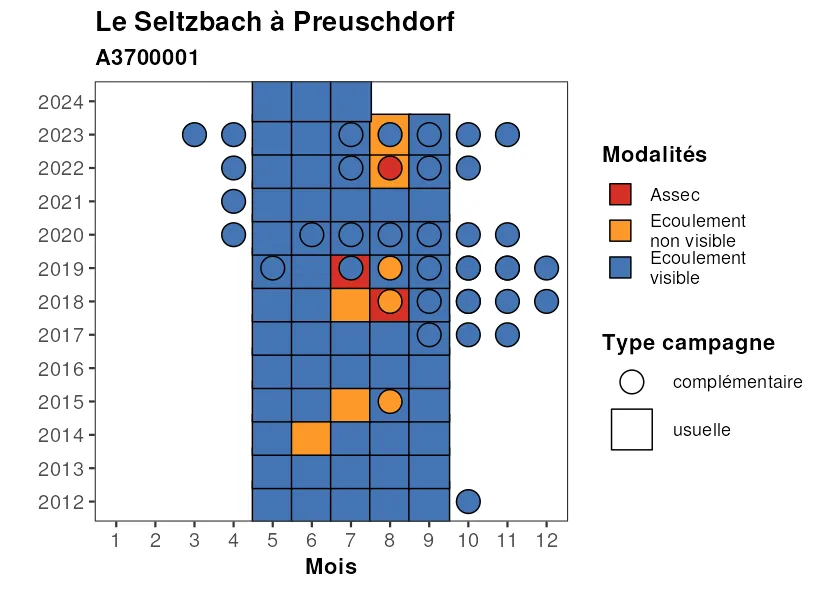 Le Seltzbach à Preuschdorf
A3700001
2024
2023
2022
2021
2020
2019
2018
2017
2016
2015
2014
2013
2012
1 2 3 4 5 6 7 8 9 10 11 12
Mois
Modalités
Assec
Ecoulement
non visible
Ecoulement
visible
Type campagne
complémentaire
usuelle